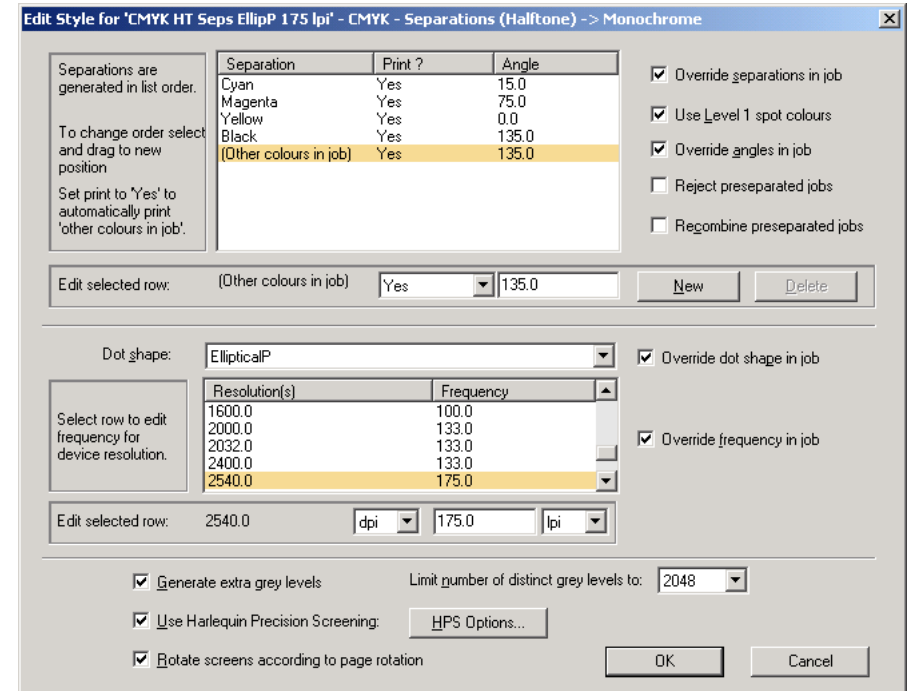 Edit Style for 'CMYK HT Seps EllipP 175 lpi' - CMYK - Separations (Halftone) -> Monochrome
Separations are
generated in list order.
To change order select
and drag to new
position
Set print to 'Yes' to
automatically print
'other colours in job'.
Separation Print ? Angle
Cyan Yes 15.0
Magenta Yes 75.0
Yellow Yes 0.0
Black Yes 135.0
(Other colours in job) Yes 135.0
Override separations in job
Use Level 1 spot colours
Override angles in job
Reject preseparated jobs
Recombine preseparated jobs
Edit selected row: (Other colours in job) Yes 135.0 New Delete
Dot shape: EllipticalP Override dot shape in job
Select row to edit
frequency for
device resolution.
Resolution(s) Frequency
1600.0 100.0
2000.0 133.0
2032.0 133.0
2400.0 133.0
2540.0 175.0
Override frequency in job
Edit selected row: 2540.0 dpi 175.0 lpi
Generate extra grey levels Limit number of distinct grey levels to: 2048
Use Harlequin Precision Screening: HPS Options...
Rotate screens according to page rotation OK Cancel